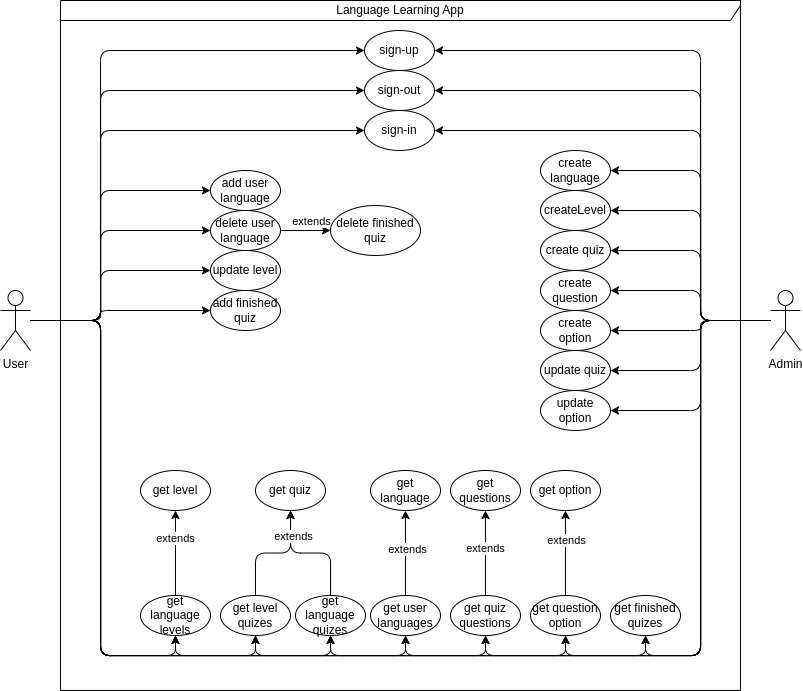 Language Learning App
sign-up
sign-out
sign-in
add user
language
delete user
language
extends
delete finished
quiz
update level
add finished
quiz
create
language
createLevel
create quiz
create
question
create
option
update quiz
update
option
User
Admin
get level
get quiz
get
language
get
questions
get option
extends
extends
extends
extends
extends
get
language
levels
get level
quizes
get
language
quizes
get user
languages
get quiz
questions
get question
option
get finished
quizes